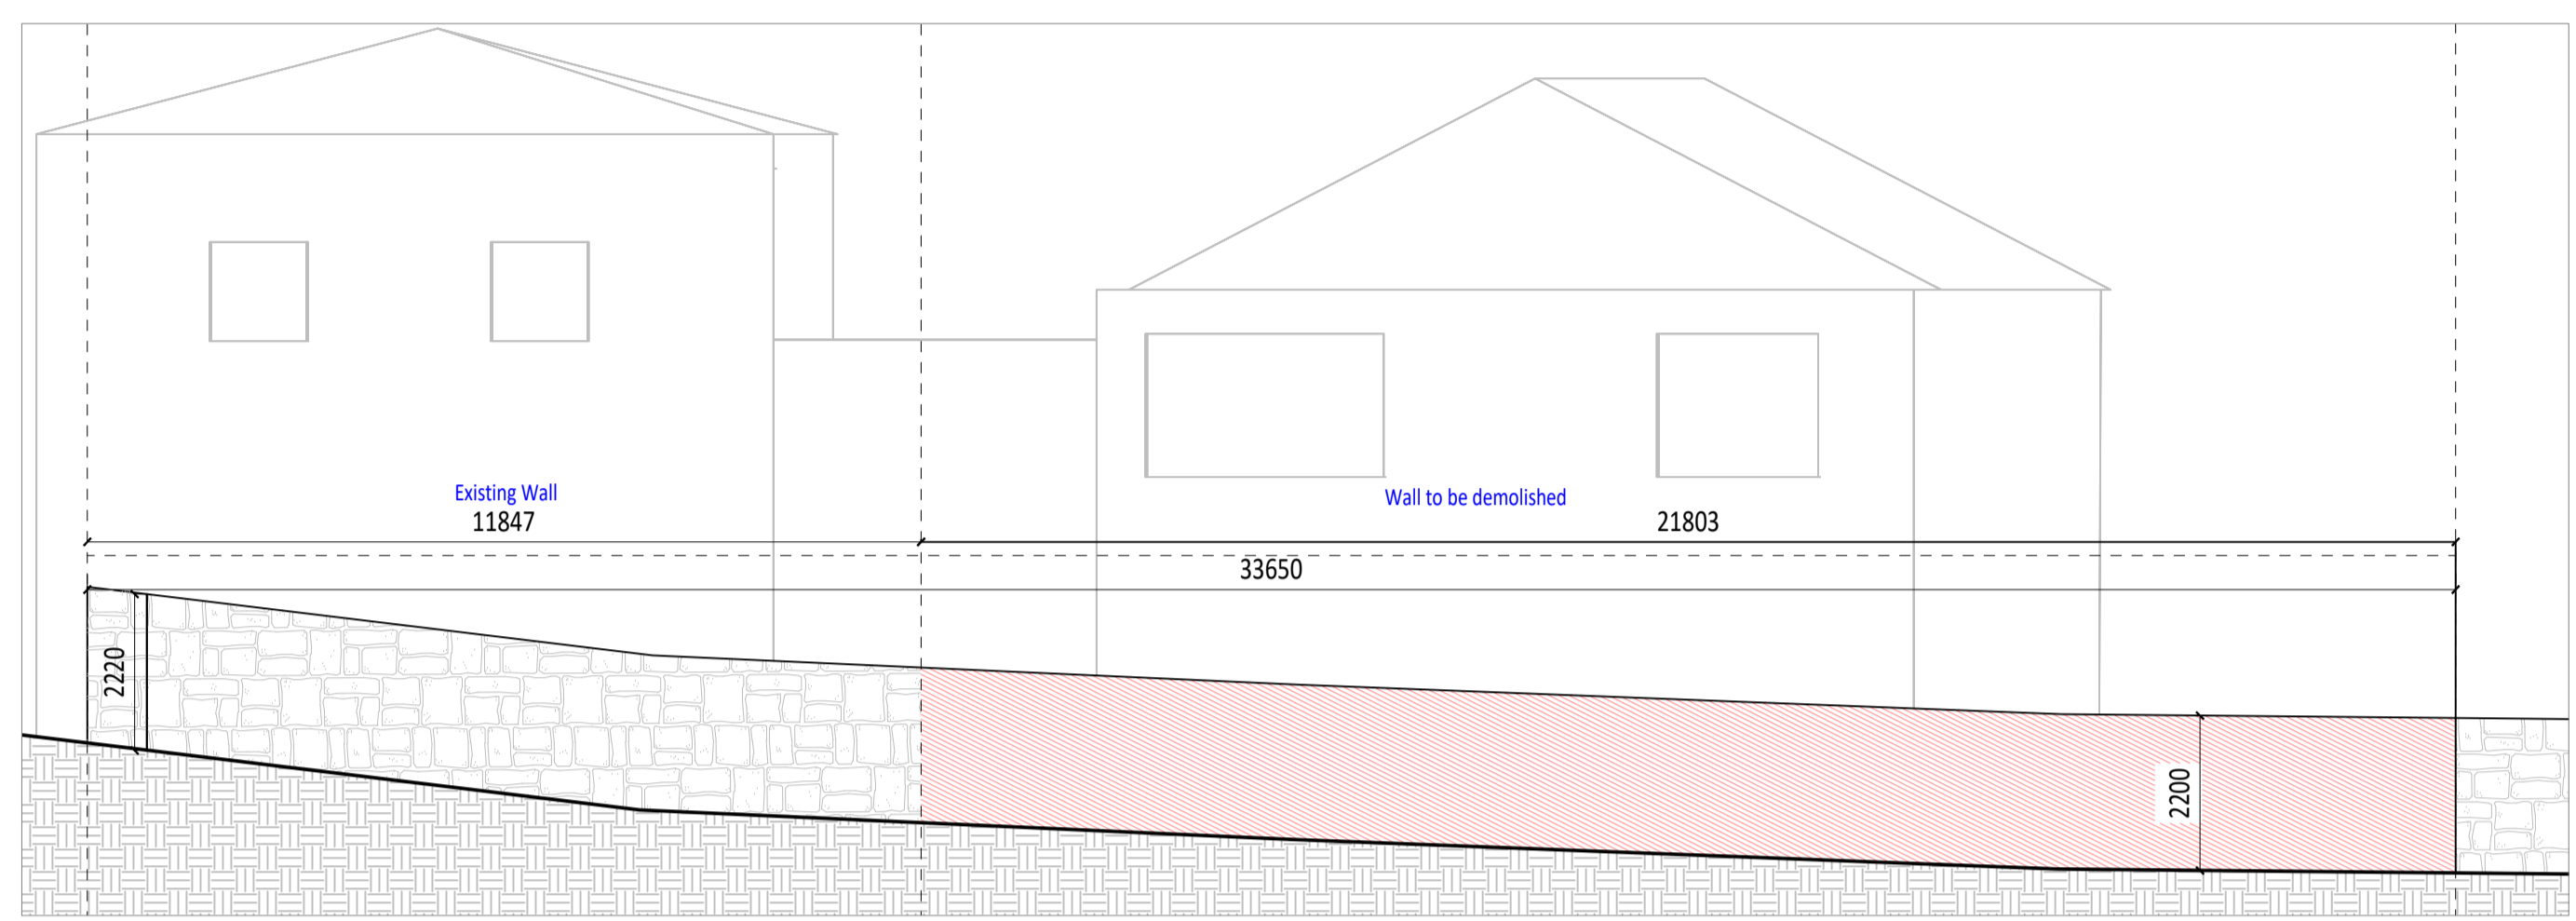 Existing Wall
11847
Wall to be demolished
21803
33650
2220
2200